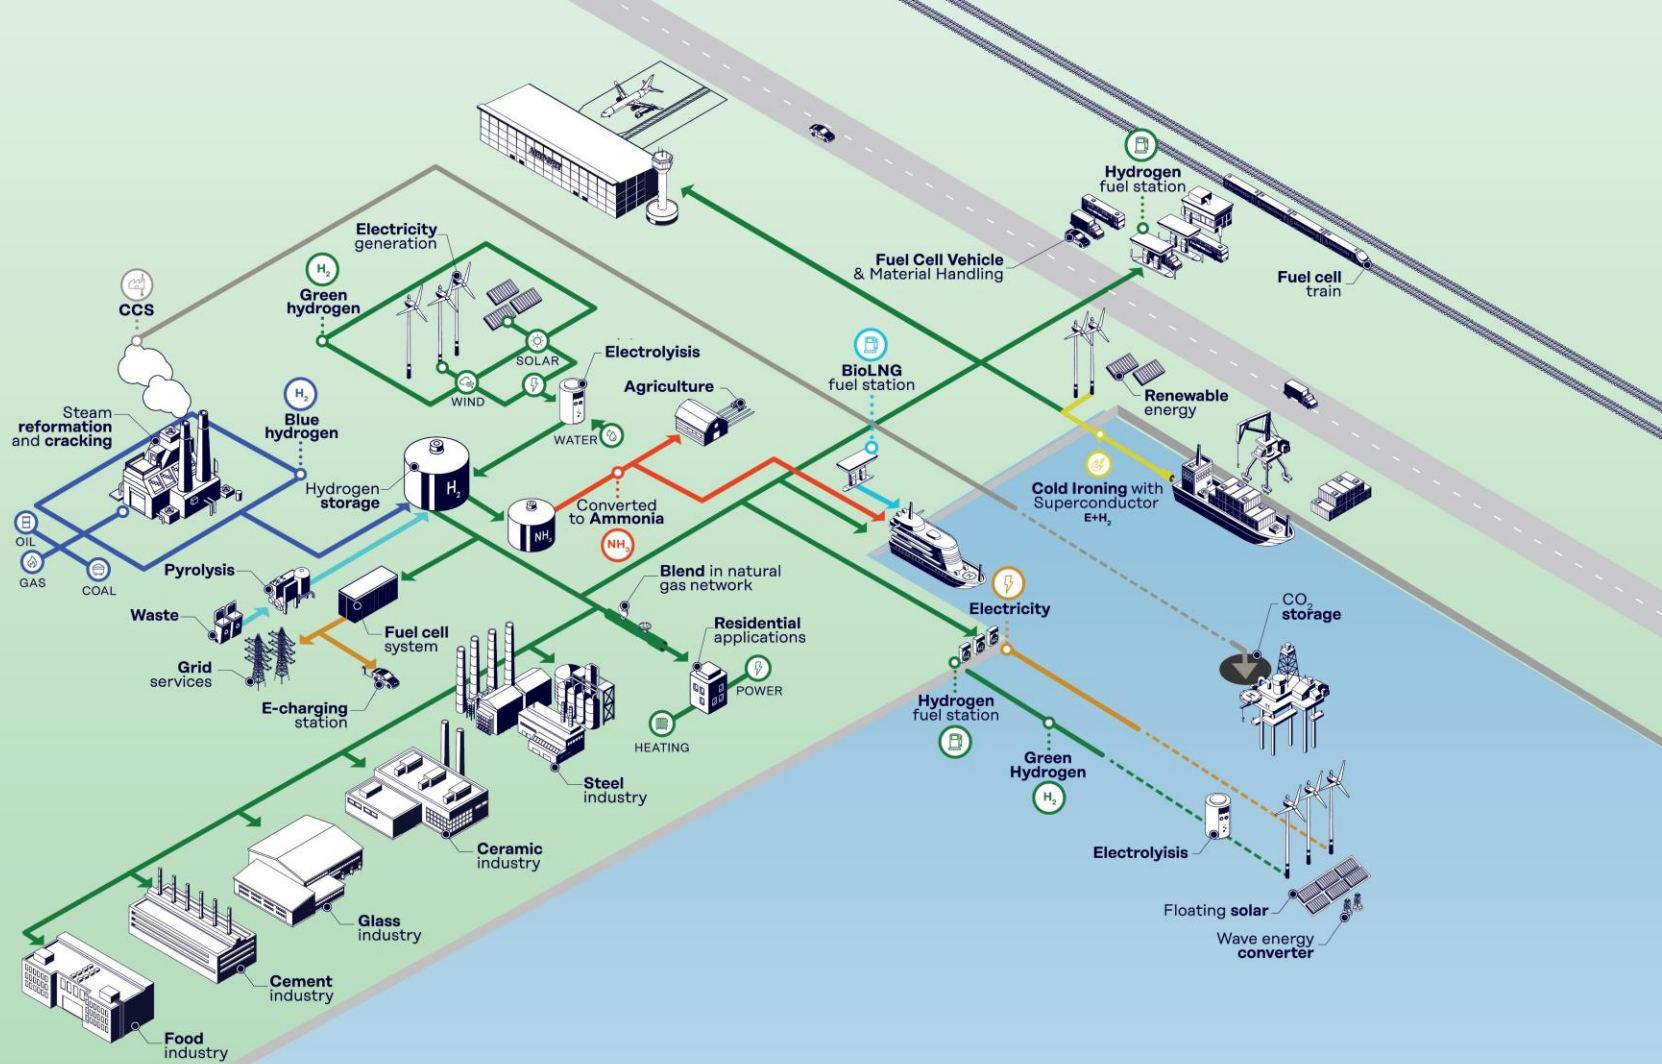 Hydrogen
fuel station
Fuel Cell Vehicle
& Material Handling
Fuel cell
train
Electricity
generation
H₂
Green
hydrogen
CCS
SOLAR
WIND
Electrolyisis
WATER
Agriculture
BioLNG
fuel station
Renewable
energy
Steam
reformation
and cracking
H₂
Blue
hydrogen
Hydrogen
storage
H₂
NH₃
Converted
to Ammonia
NH₃
Cold Ironing with
Superconductor
E+H₂
OIL
GAS
COAL
Pyrolysis
Waste
Grid
services
Fuel cell
system
E-charging
station
Blend in natural
gas network
Residential
applications
POWER
HEATING
Electricity
CO₂
storage
Hydrogen
fuel station
Green
Hydrogen
H₂
Steel
industry
Ceramic
industry
Glass
industry
Cement
industry
Food
industry
Electrolyisis
Floating solar
Wave energy
converter